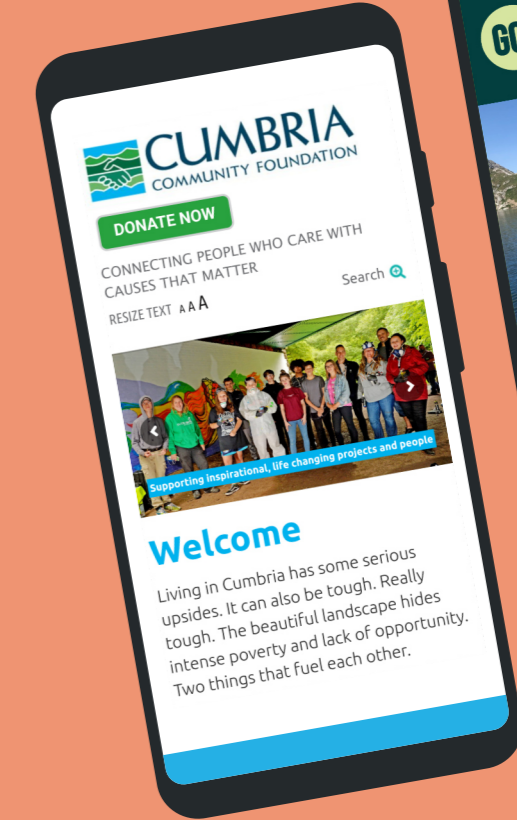 CUMBRIA
COMMUNITY FOUNDATION
DONATE NOW
CONNECTING PEOPLE WHO CARE WITH
CAUSES THAT MATTER
Search
RESIZE TEXT A A A
Supporting inspirational, life changing projects and people
Welcome
Living in Cumbria has some serious
upsides. It can also be tough. Really
tough. The beautiful landscape hides
intense poverty and lack of opportunity.
Two things that fuel each other.